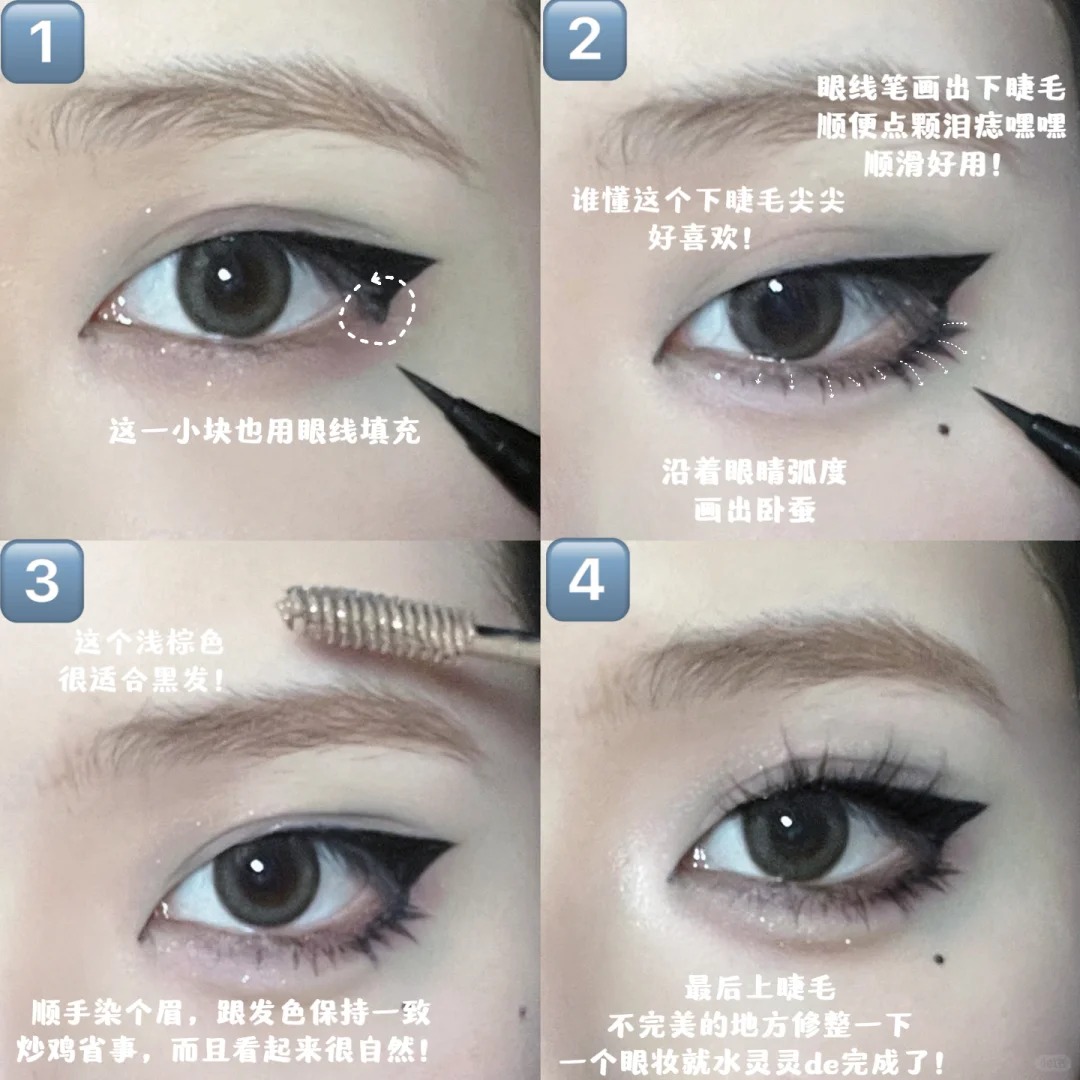 1
这一小块也用眼线填充
2
眼线笔画出下睫毛
顺便点颗泪痣嘿嘿
顺滑好用!
谁懂这个下睫毛尖尖
好喜欢!
沿着眼睛弧度
画出卧蚕
3
这个浅棕色
很适合黑发!
顺手染个眉，跟发色保持一致
炒鸡省事，而且看起来很自然!
4
最后上睫毛
不完美的地方修整一下
一个眼妆就水灵灵de完成了!